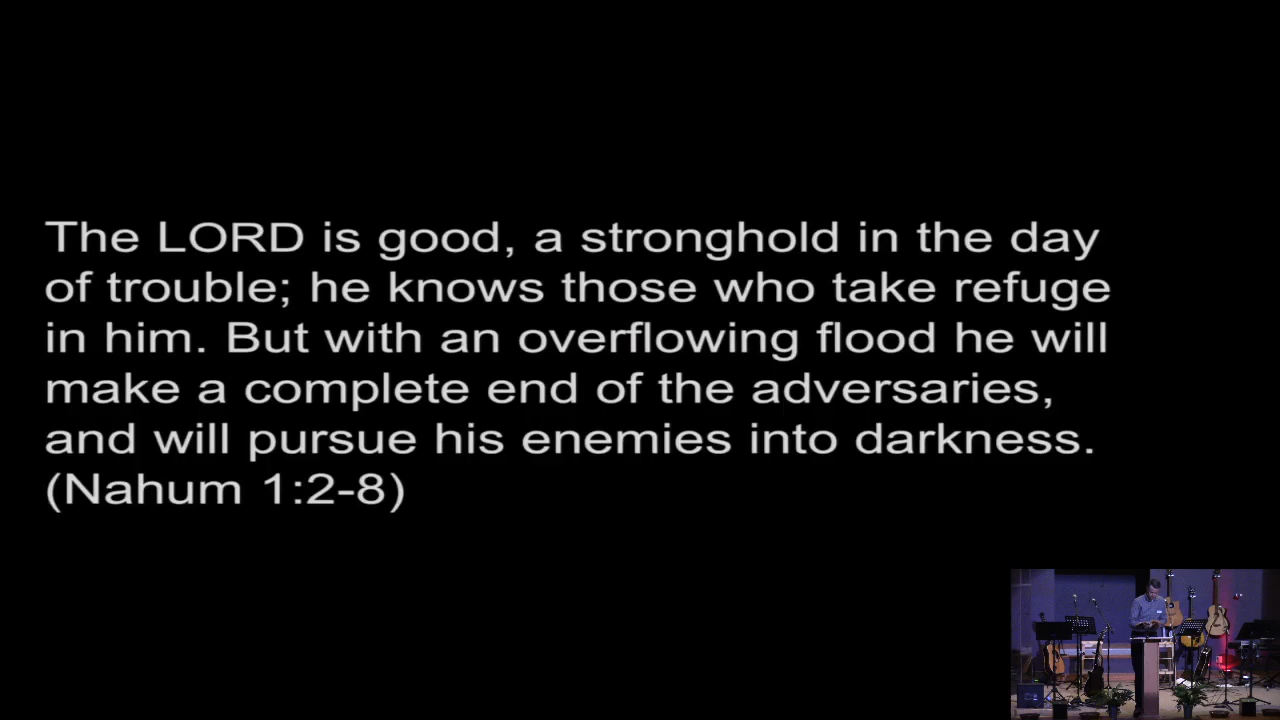 The LORD is good, a stronghold in the day
of trouble; he knows those who take refuge
in him. But with an overflowing flood he will
make a complete end of the adversaries,
and will pursue his enemies into darkness.
(Nahum 1:2-8)